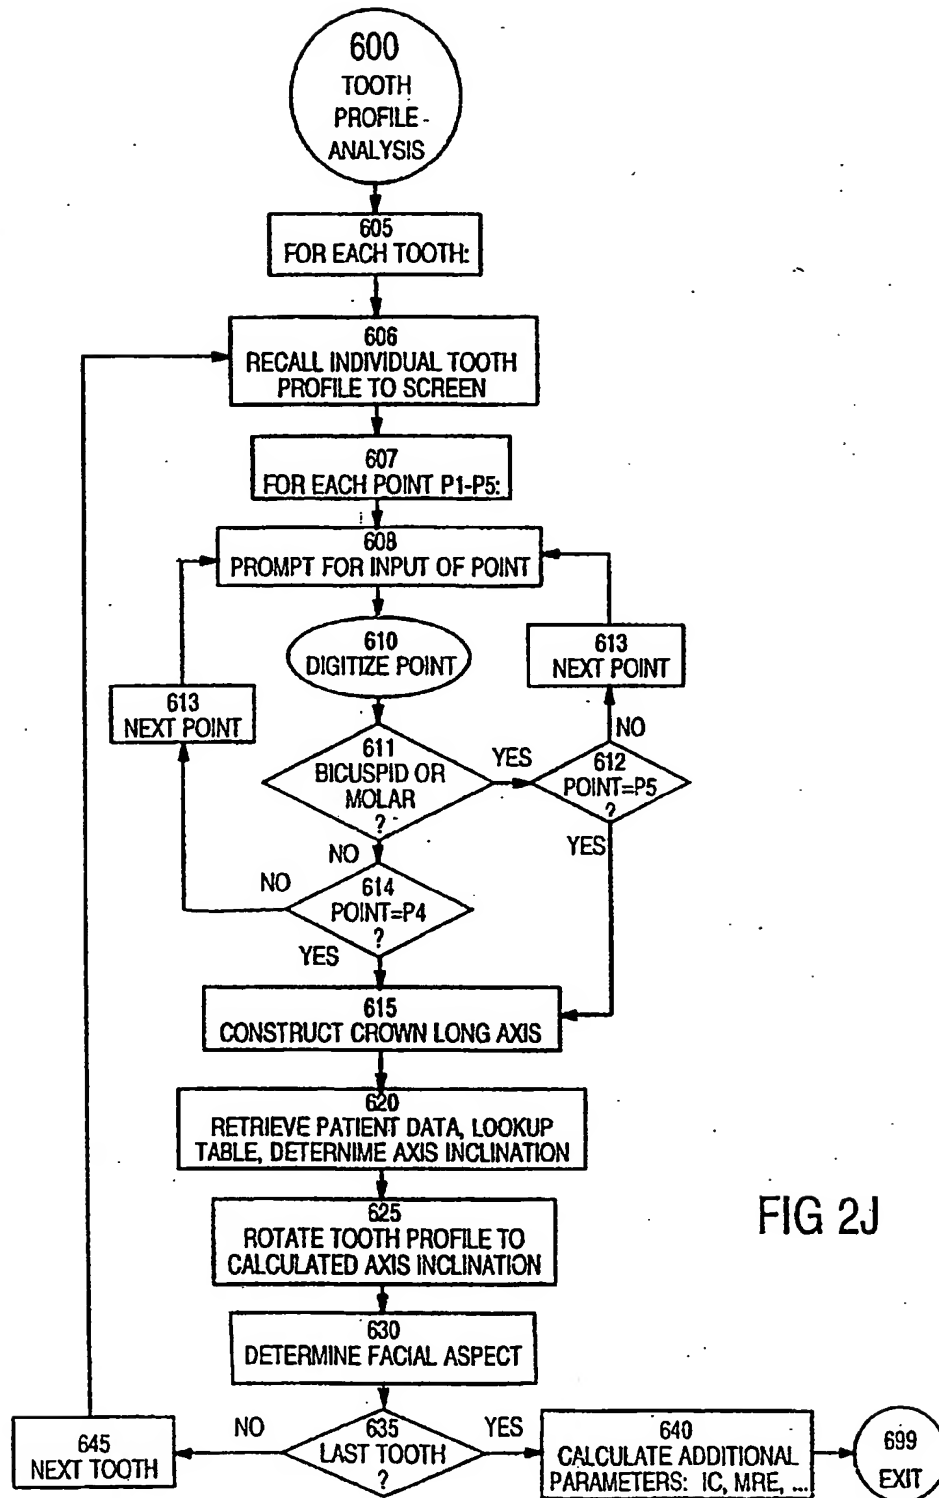 600
TOOTH
PROFILE-
ANALYSIS
605
FOR EACH TOOTH:
606
RECALL INDIVIDUAL TOOTH
PROFILE TO SCREEN
607
FOR EACH POINT P1-P5:
608
PROMPT FOR INPUT OF POINT
610
DIGITIZE POINT
613
NEXT POINT
613
NEXT POINT
NO
611
BICUSPID OR
MOLAR
?
YES
612
POINT=P5
?
YES
NO
NO
614
POINT=P4
?
YES
615
CONSTRUCT CROWN LONG AXIS
620
RETRIEVE PATIENT DATA, LOOKUP
TABLE, DETERNIME AXIS INCLINATION
625
ROTATE TOOTH PROFILE TO
CALCULATED AXIS INCLINATION
FIG 2J
630
DETERMINE FACIAL ASPECT
NO
635
LAST TOOTH
?
YES
645
NEXT TOOTH
640
CALCULATE ADDITIONAL
PARAMETERS: IC, MRE, ...
699
EXIT